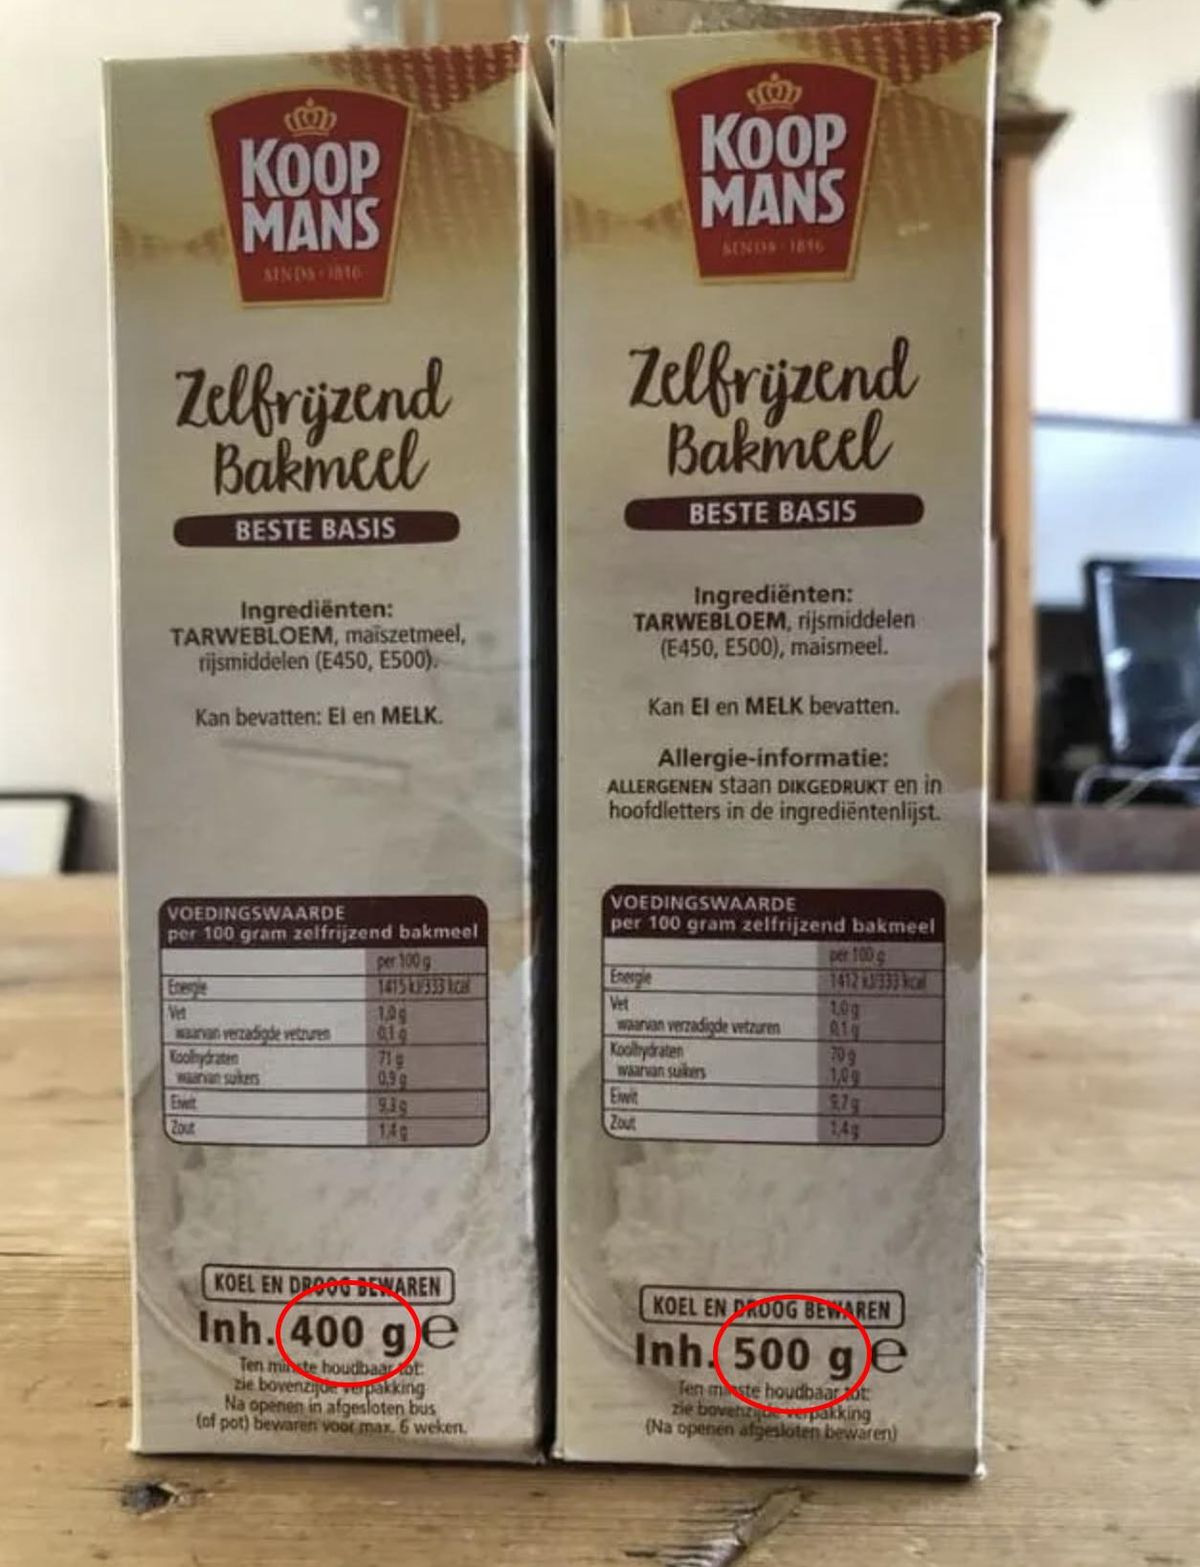 KOOP
MANS
SINDS · 1846
Zelfrijzend
Bakmeel
BESTE BASIS
Ingrediënten:
TARWEBLOEM, maïszetmeel,
rijsmiddelen (E450, E500).
Kan bevatten: EI en MELK.
VOEDINGSWAARDE
per 100 gram zelfrijzend bakmeel
per 100 g
Energie 1415 kJ/333 kcal
Vet 1,0 g
waarvan verzadigde vetzuren 0,1 g
Koolhydraten 71 g
waarvan suikers 0,9 g
Eiwit 9,3 g
Zout 1,4 g
KOEL EN DROOG BEWAREN
Inh. 400 g e
Ten minste houdbaar tot:
zie bovenzijde verpakking
Na openen in afgesloten bus
(of pot) bewaren voor max. 6 weken.
KOOP
MANS
SINDS · 1846
Zelfrijzend
Bakmeel
BESTE BASIS
Ingrediënten:
TARWEBLOEM, rijsmiddelen
(E450, E500), maismeel.
Kan EI en MELK bevatten.
Allergie-informatie:
ALLERGENEN staan DIKGEDRUKT en in
hoofdletters in de ingrediëntenlijst.
VOEDINGSWAARDE
per 100 gram zelfrijzend bakmeel
per 100 g
Energie 1412 kJ/333 kcal
Vet 1,0 g
waarvan verzadigde vetzuren 0,1 g
Koolhydraten 70 g
waarvan suikers 1,0 g
Eiwit 9,7 g
Zout 1,4 g
KOEL EN DROOG BEWAREN
Inh. 500 g e
Ten minste houdbaar tot:
zie bovenzijde verpakking
(Na openen afgesloten bewaren)